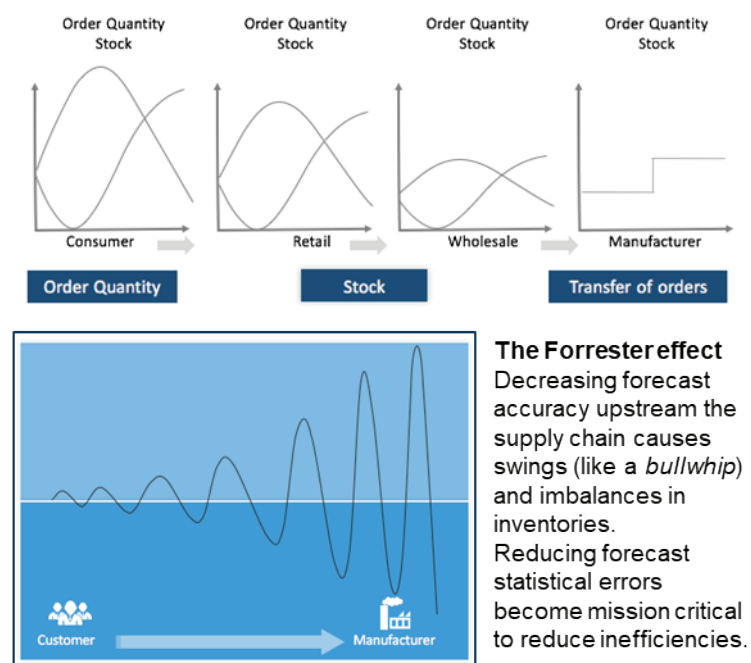 Order Quantity
Stock
Order Quantity
Stock
Order Quantity
Stock
Order Quantity
Stock
Consumer
Retail
Wholesale
Manufacturer
Order Quantity
Stock
Transfer of orders
The Forrester effect
Decreasing forecast
accuracy upstream the
supply chain causes
swings (like a bullwhip)
and imbalances in
inventories.
Reducing forecast
statistical errors
become mission critical
to reduce inefficiencies.
Customer
Manufacturer